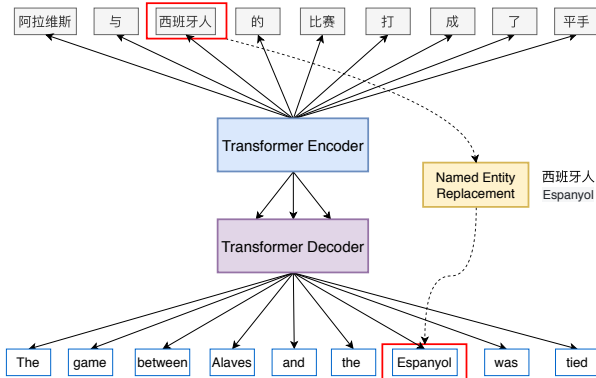 阿拉维斯 与 西班牙人 的 比赛 打 成 了 平手
Transformer Encoder
Named Entity
Replacement
西班牙人
Espanyol
Transformer Decoder
The game between Alaves and the Espanyol was tied